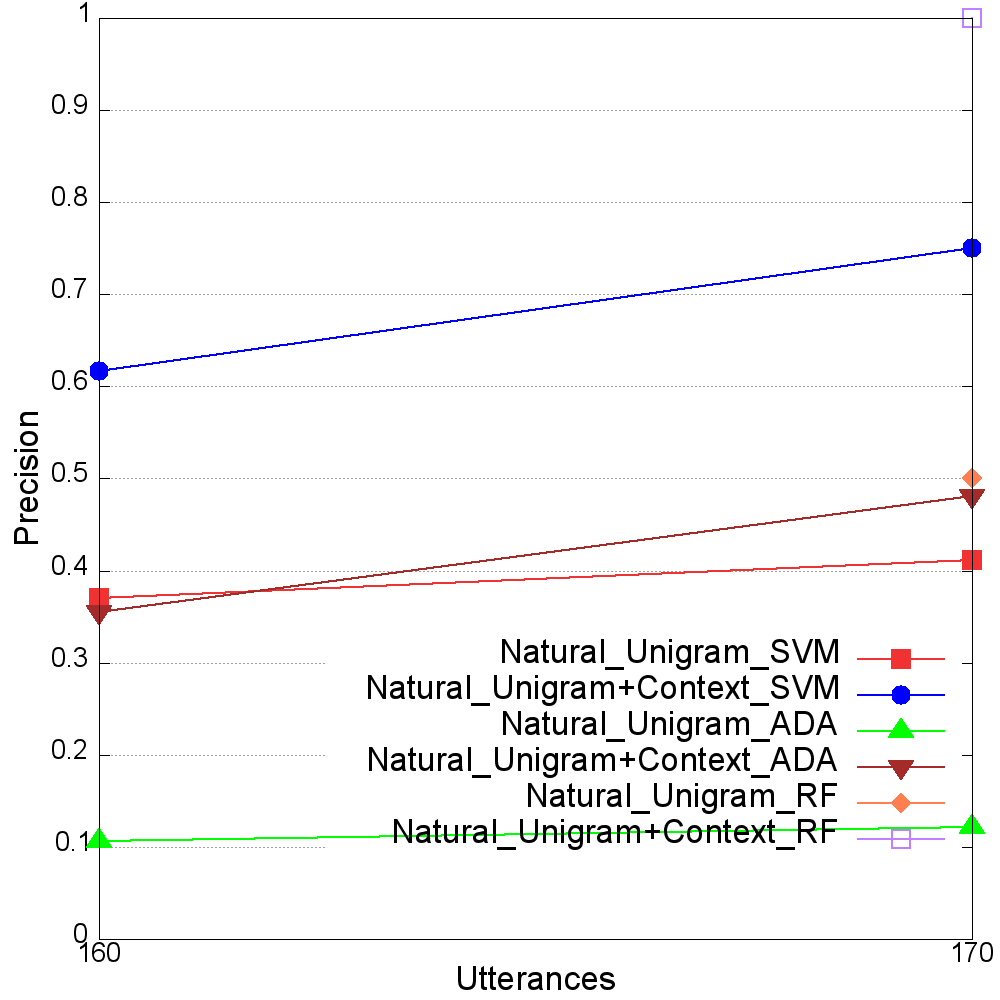 1
0.9
0.8
0.7
0.6
0.5
0.4
0.3
0.2
0.1
0
Precision
Natural_Unigram_SVM
Natural_Unigram+Context_SVM
Natural_Unigram_ADA
Natural_Unigram+Context_ADA
Natural_Unigram_RF
Natural_Unigram+Context_RF
160
170
Utterances